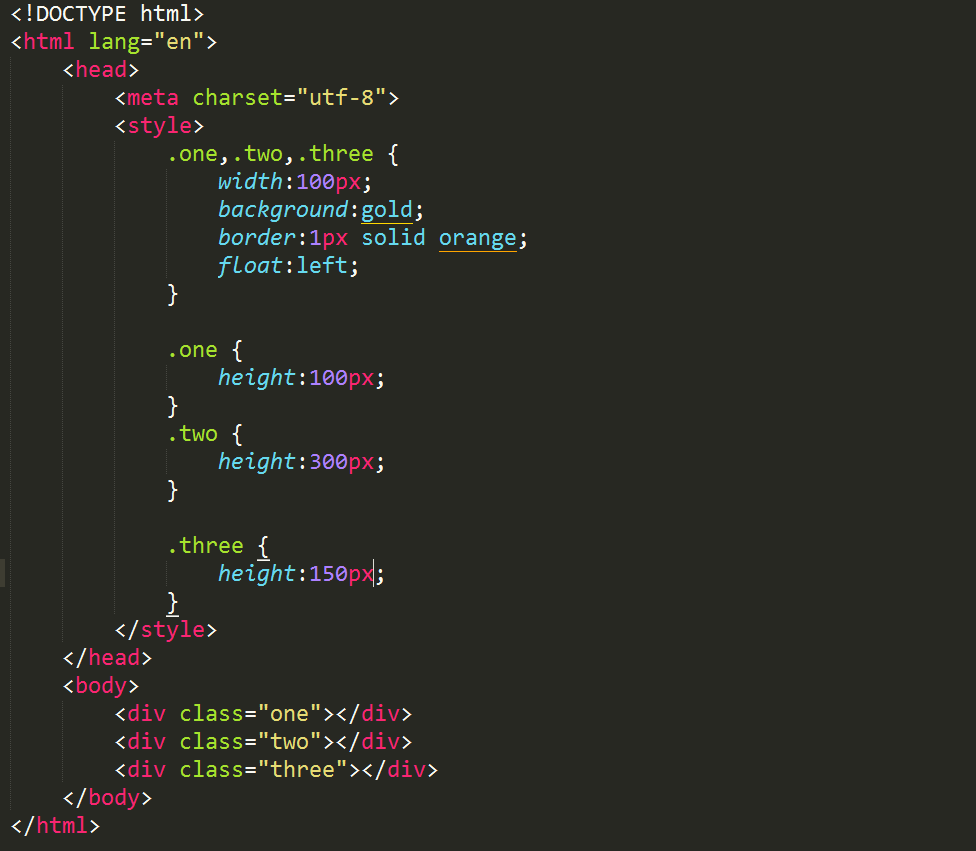 <!DOCTYPE html>
<html lang="en">
    <head>
        <meta charset="utf-8">
        <style>
            .one,.two,.three {
                width:100px;
                background:gold;
                border:1px solid orange;
                float:left;
            }

            .one {
                height:100px;
            }
            .two {
                height:300px;
            }

            .three {
                height:150px;
            }
        </style>
    </head>
    <body>
        <div class="one"></div>
        <div class="two"></div>
        <div class="three"></div>
    </body>
</html>